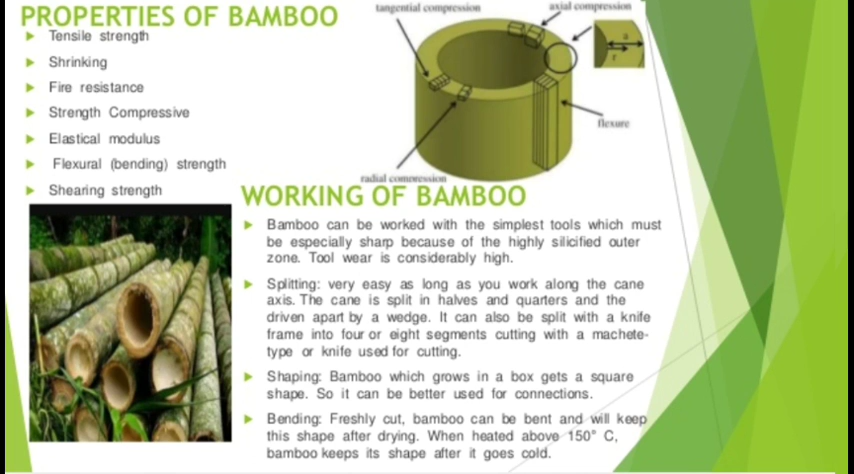 PROPERTIES OF BAMBOO
Tensile strength
Shrinking
Fire resistance
Strength Compressive
Elastical modulus
Flexural (bending) strength
Shearing strength
tangential compression
axial compression
a
r
flexure
radial compression
WORKING OF BAMBOO
Bamboo can be worked with the simplest tools which must
be especially sharp because of the highly silicified outer
zone. Tool wear is considerably high.
Splitting: very easy as long as you work along the cane
axis. The cane is split in halves and quarters and the
driven apart by a wedge. It can also be split with a knife
frame into four or eight segments cutting with a machete-
type or knife used for cutting.
Shaping: Bamboo which grows in a box gets a square
shape. So it can be better used for connections.
Bending: Freshly cut, bamboo can be bent and will keep
this shape after drying. When heated above 150° C,
bamboo keeps its shape after it goes cold.